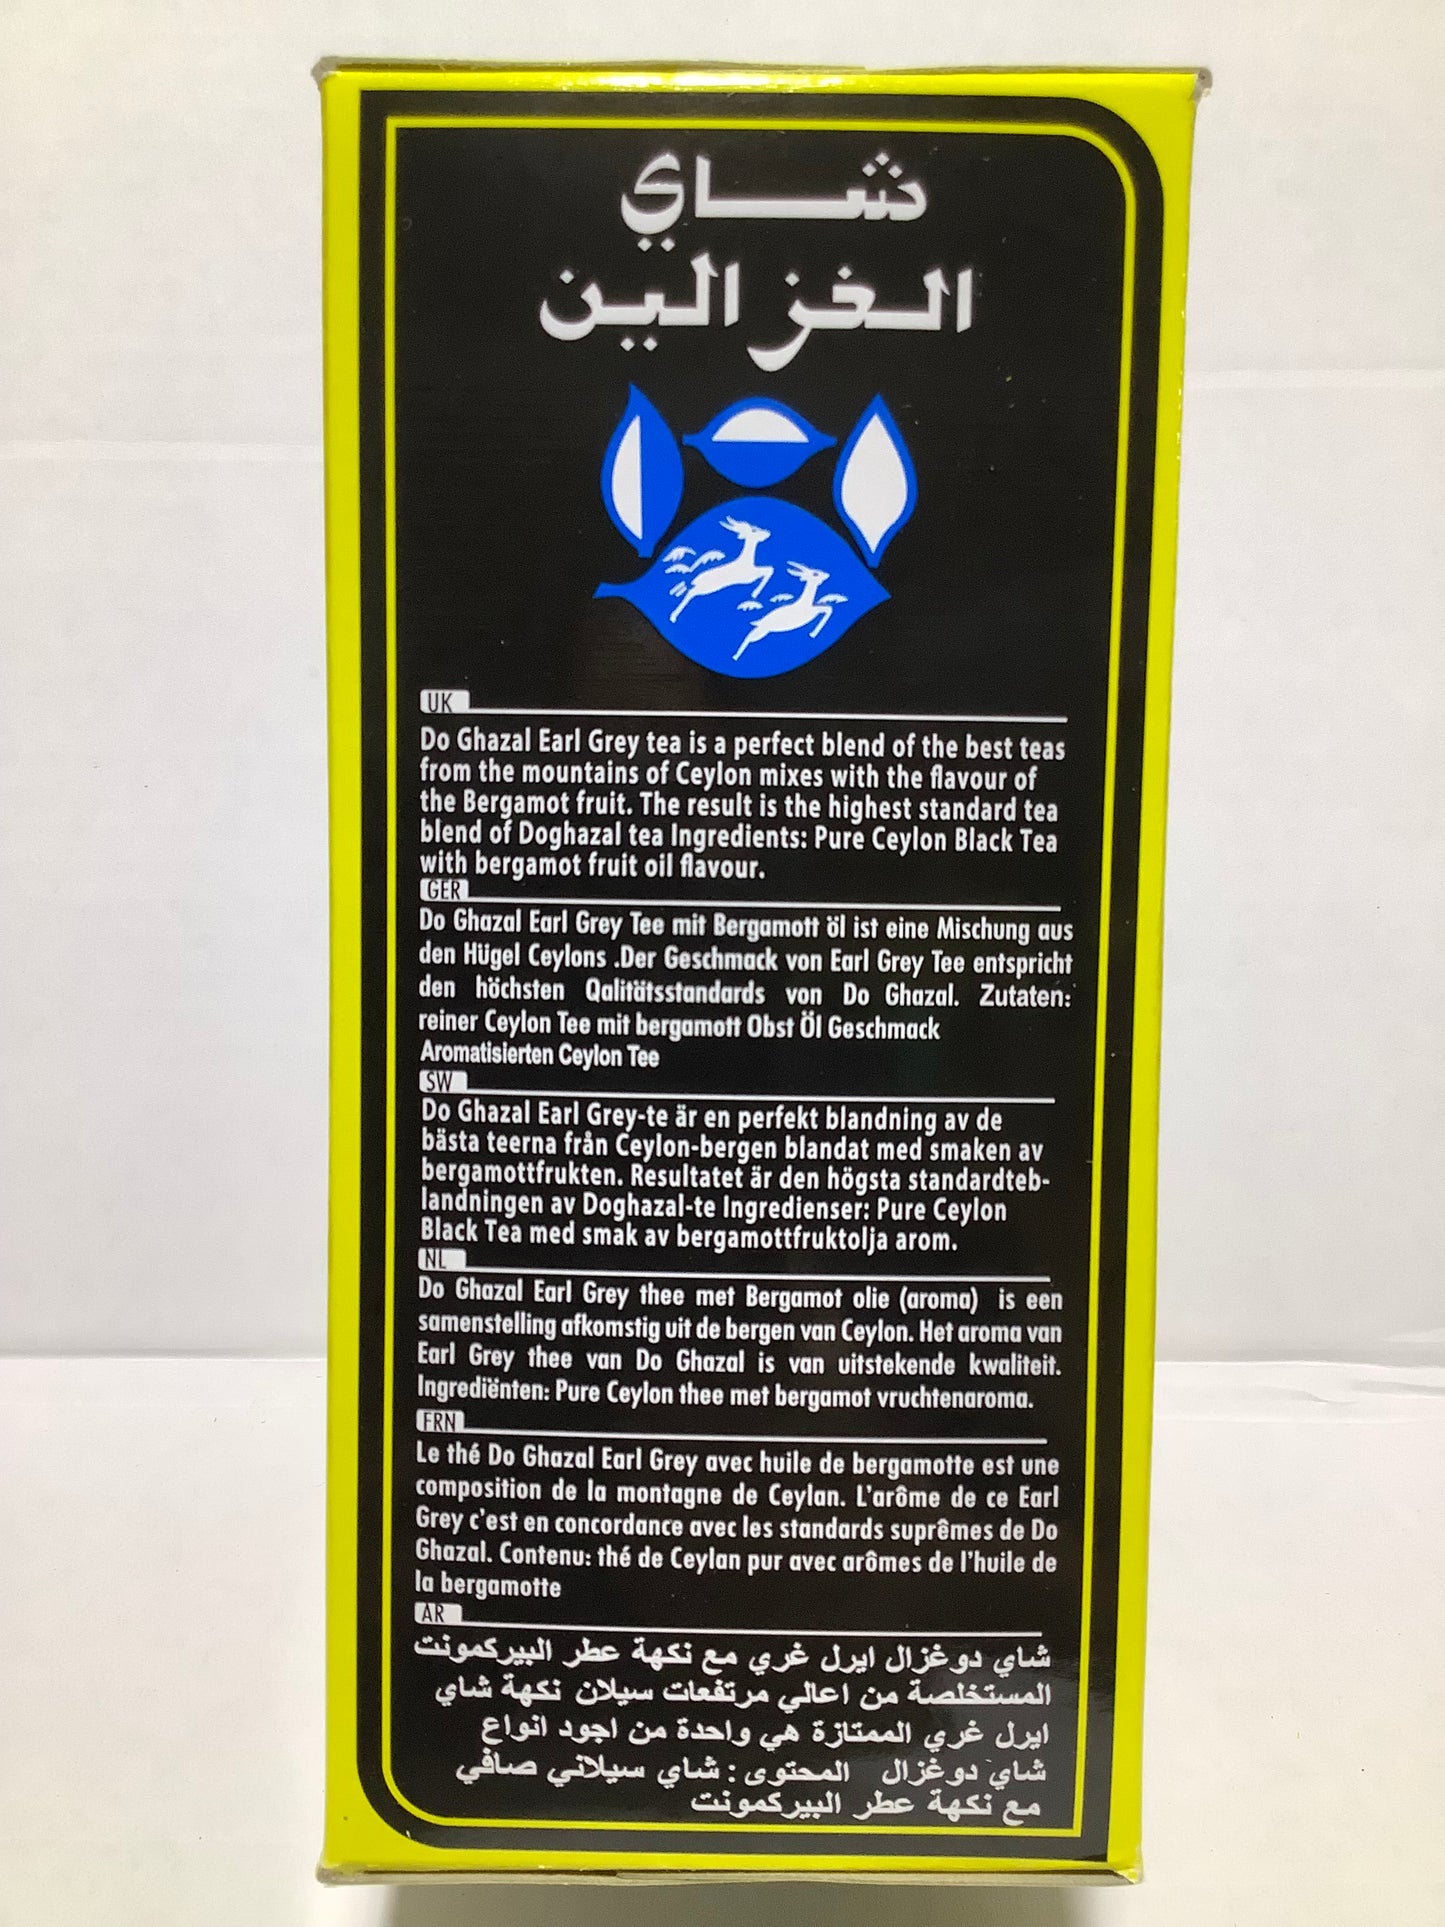 شاي
الغزالين
UK
Do Ghazal Earl Grey tea is a perfect blend of the best teas
from the mountains of Ceylon mixes with the flavour of
the Bergamot fruit. The result is the highest standard tea
blend of Doghazal tea Ingredients: Pure Ceylon Black Tea
with bergamot fruit oil flavour.
GER
Do Ghazal Earl Grey Tee mit Bergamott öl ist eine Mischung aus
den Hügel Ceylons .Der Geschmack von Earl Grey Tee entspricht
den höchsten Qalitätsstandards von Do Ghazal. Zutaten:
reiner Ceylon Tee mit bergamott Obst Öl Geschmack
Aromatisierten Ceylon Tee
SW
Do Ghazal Earl Grey-te är en perfekt blandning av de
bästa teerna från Ceylon-bergen blandat med smaken av
bergamottfrukten. Resultatet är den högsta standardteb-
landningen av Doghazal-te Ingredienser: Pure Ceylon
Black Tea med smak av bergamottfruktolja arom.
NL
Do Ghazal Earl Grey thee met Bergamot olie (aroma) is een
samenstelling afkomstig uit de bergen van Ceylon. Het aroma van
Earl Grey thee van Do Ghazal is van uitstekende kwaliteit.
Ingrediënten: Pure Ceylon thee met bergamot vruchtenaroma.
FRN
Le thé Do Ghazal Earl Grey avec huile de bergamotte est une
composition de la montagne de Ceylan. L'arôme de ce Earl
Grey c'est en concordance avec les standards suprêmes de Do
Ghazal. Contenu: thé de Ceylan pur avec arômes de l'huile de
la bergamotte
AR
شاي دوغزال ايرل غري مع نكهة عطر البيركمونت
المستخلصة من اعالي مرتفعات سيلان نكهة شاي
ايرل غري الممتازة هي واحدة من اجود انواع
شاي دوغزال المحتوى : شاي سيلاني صافي
مع نكهة عطر البيركمونت